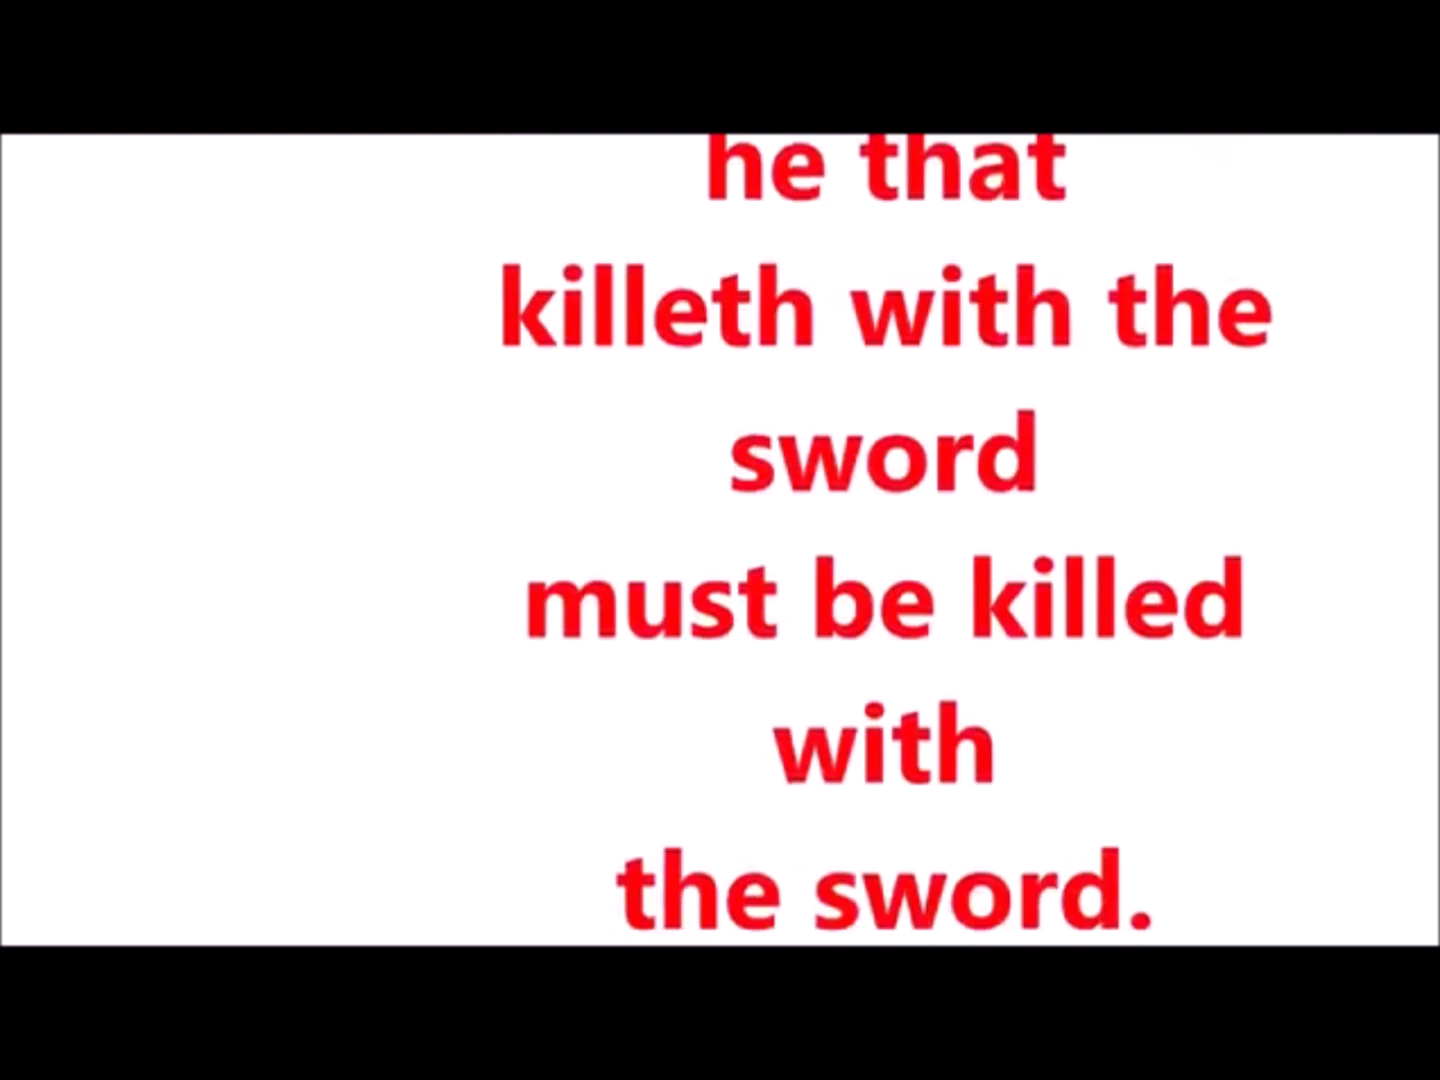 he that
killeth with the
sword
must be killed
with
the sword.